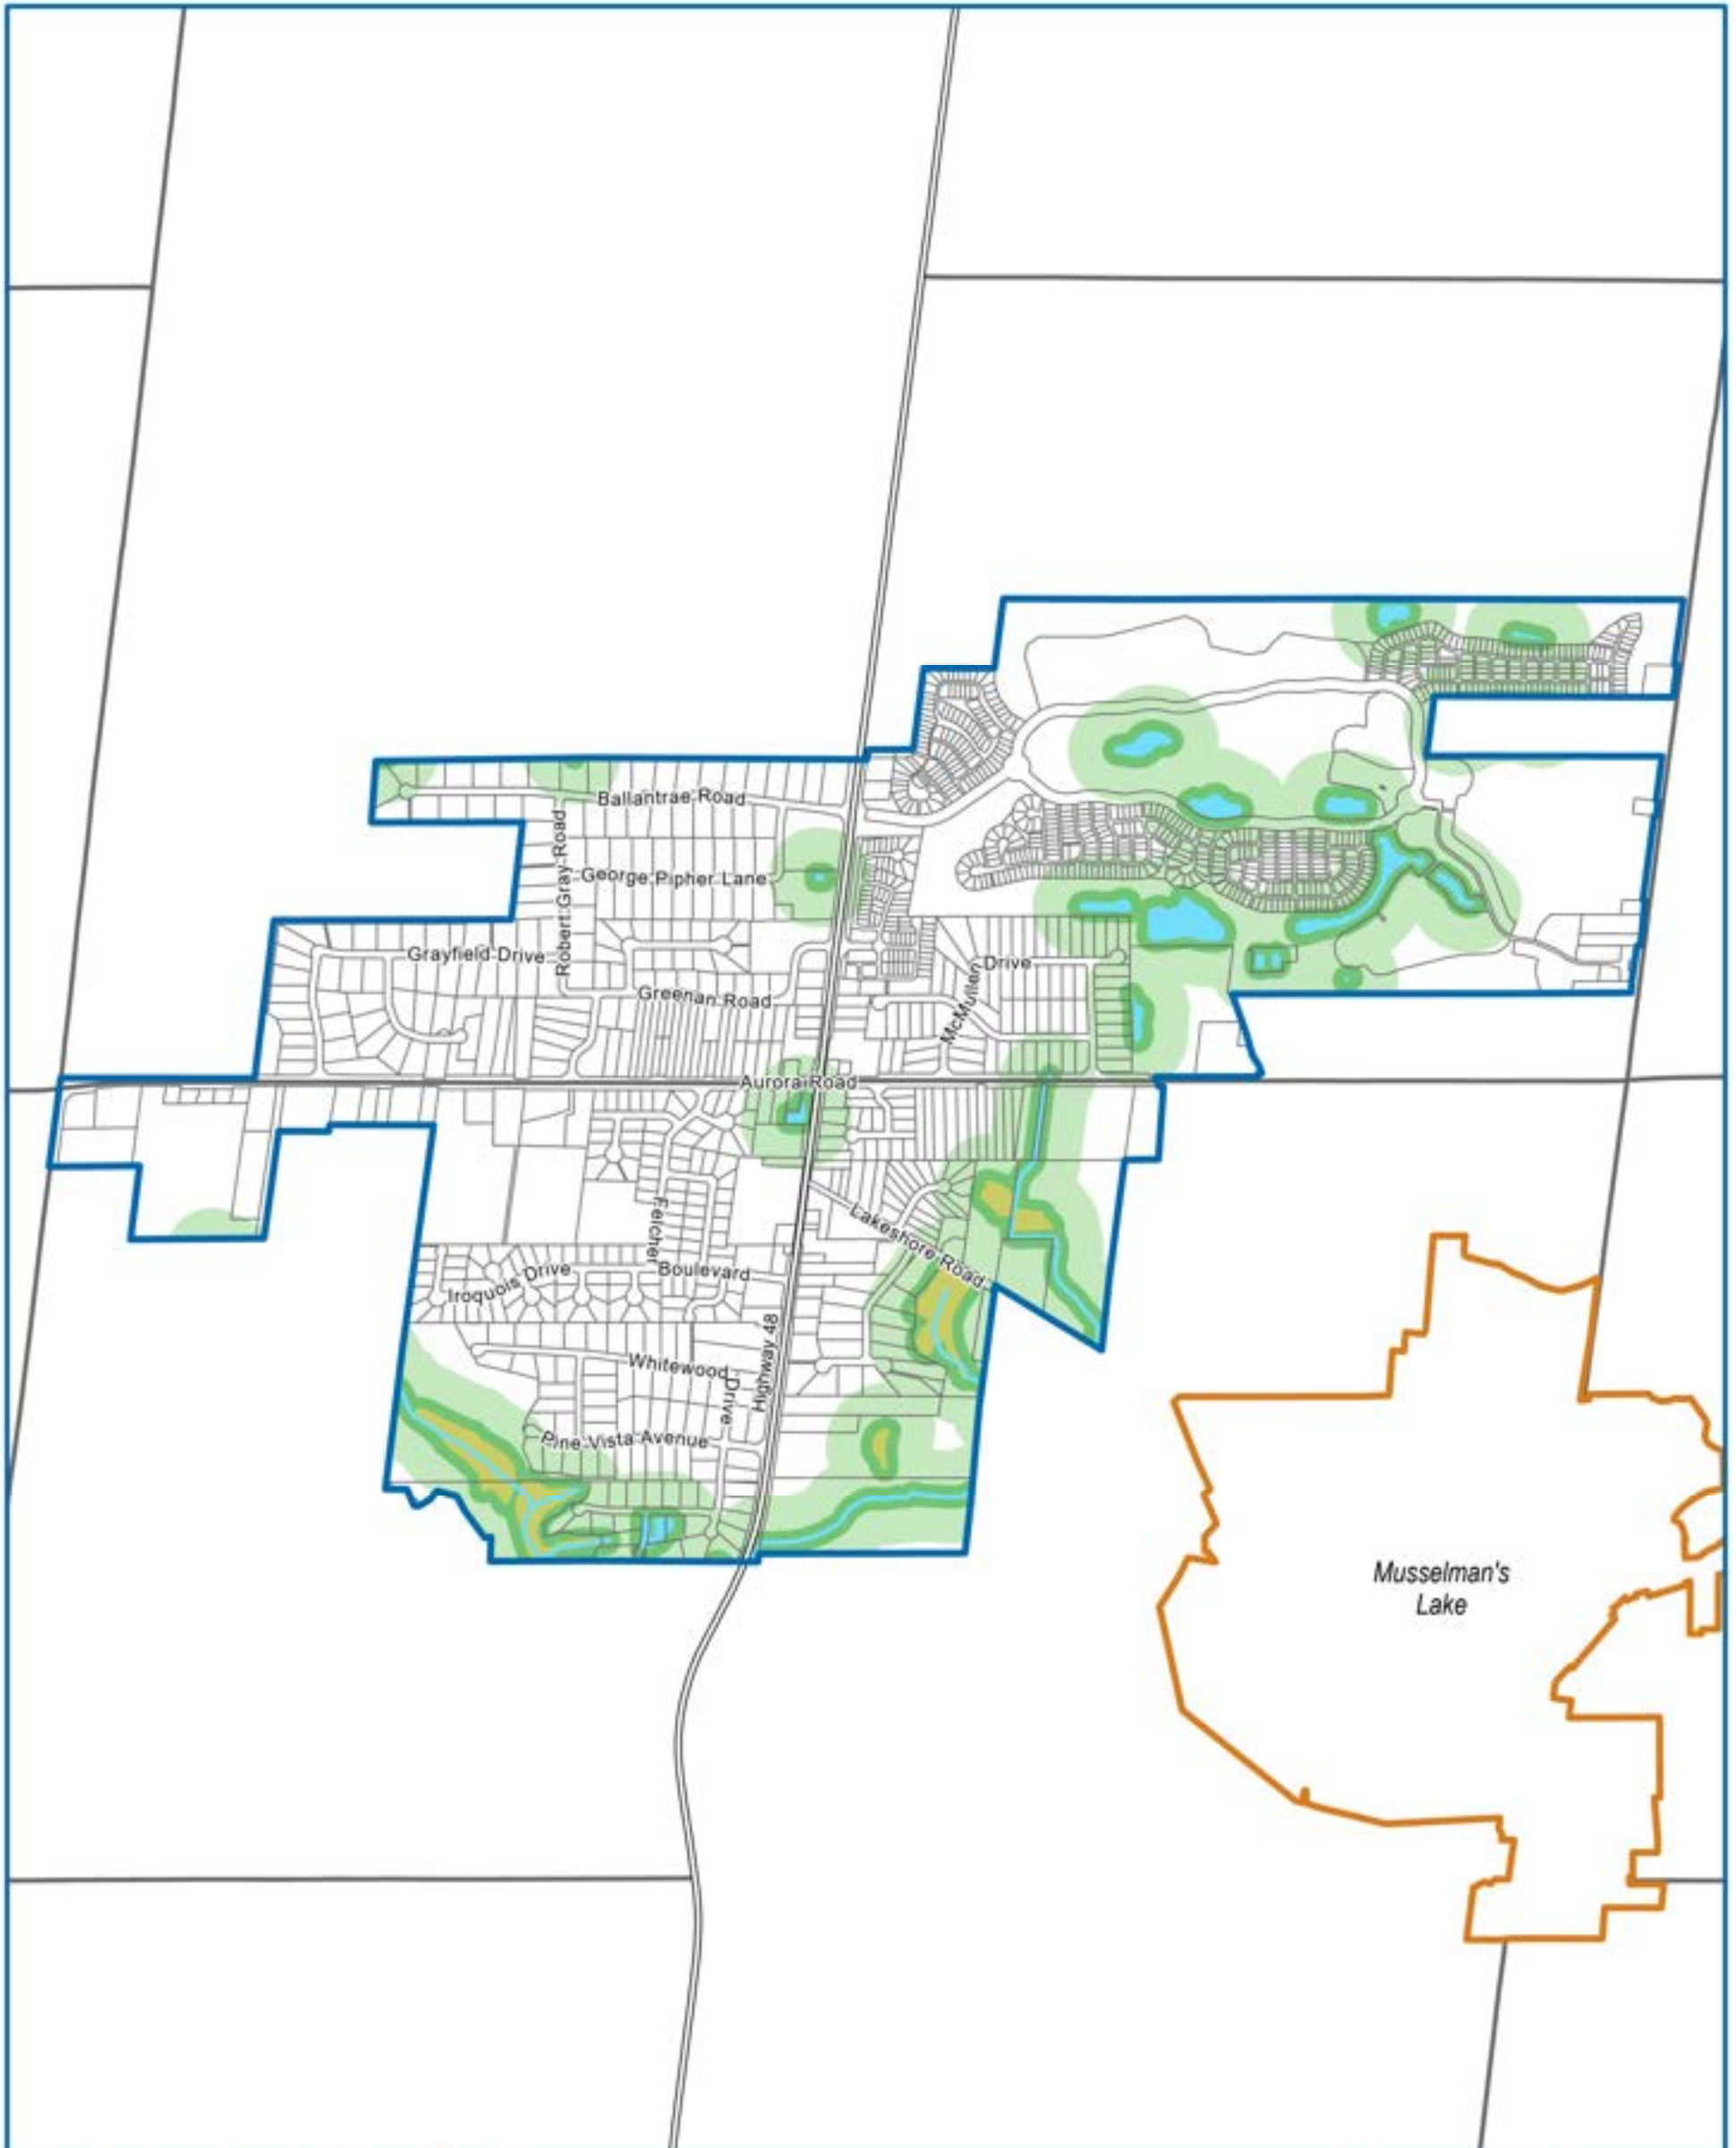 Ballantrae Road
Robert Gray Road
George Pipher Lane
Grayfield Drive
McMullen Drive
Greenan Road
Aurora Road
Felcher
Boulevard
Lakeshore Road
Iroquois Drive
Highway 48
Whitewood
Drive
Pine Vista Avenue
Musselman's
Lake